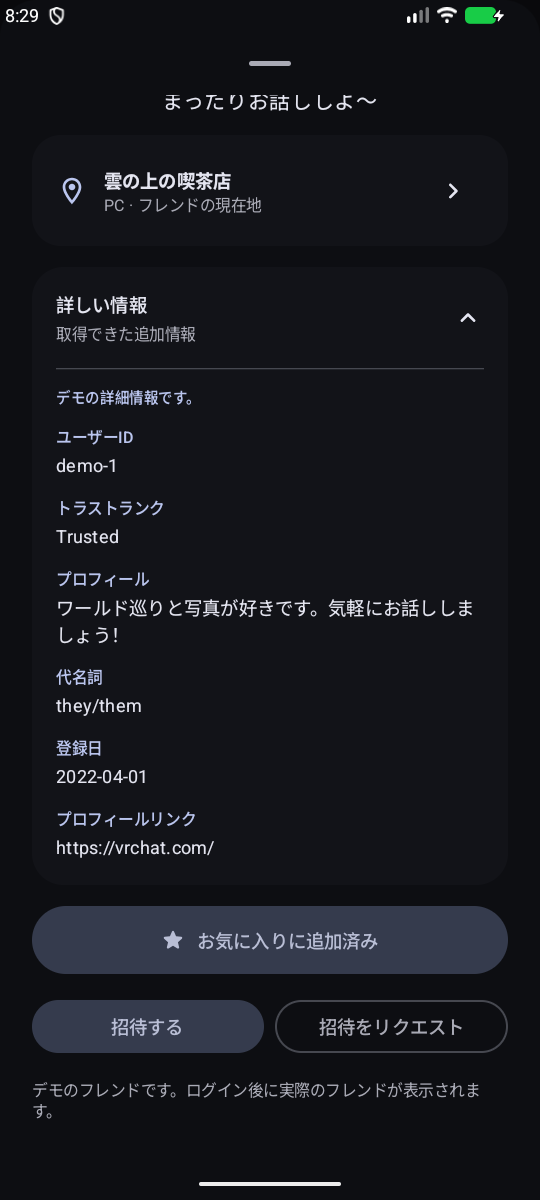 8:29
まったりお話ししよ〜
雲の上の喫茶店
PC · フレンドの現在地
詳しい情報
取得できた追加情報
デモの詳細情報です。
ユーザーID
demo-1
トラストランク
Trusted
プロフィール
ワールド巡りと写真が好きです。気軽にお話ししま
しょう!
代名詞
they/them
登録日
2022-04-01
プロフィールリンク
https://vrchat.com/
お気に入りに追加済み
招待する
招待をリクエスト
デモのフレンドです。ログイン後に実際のフレンドが表示されま
す。